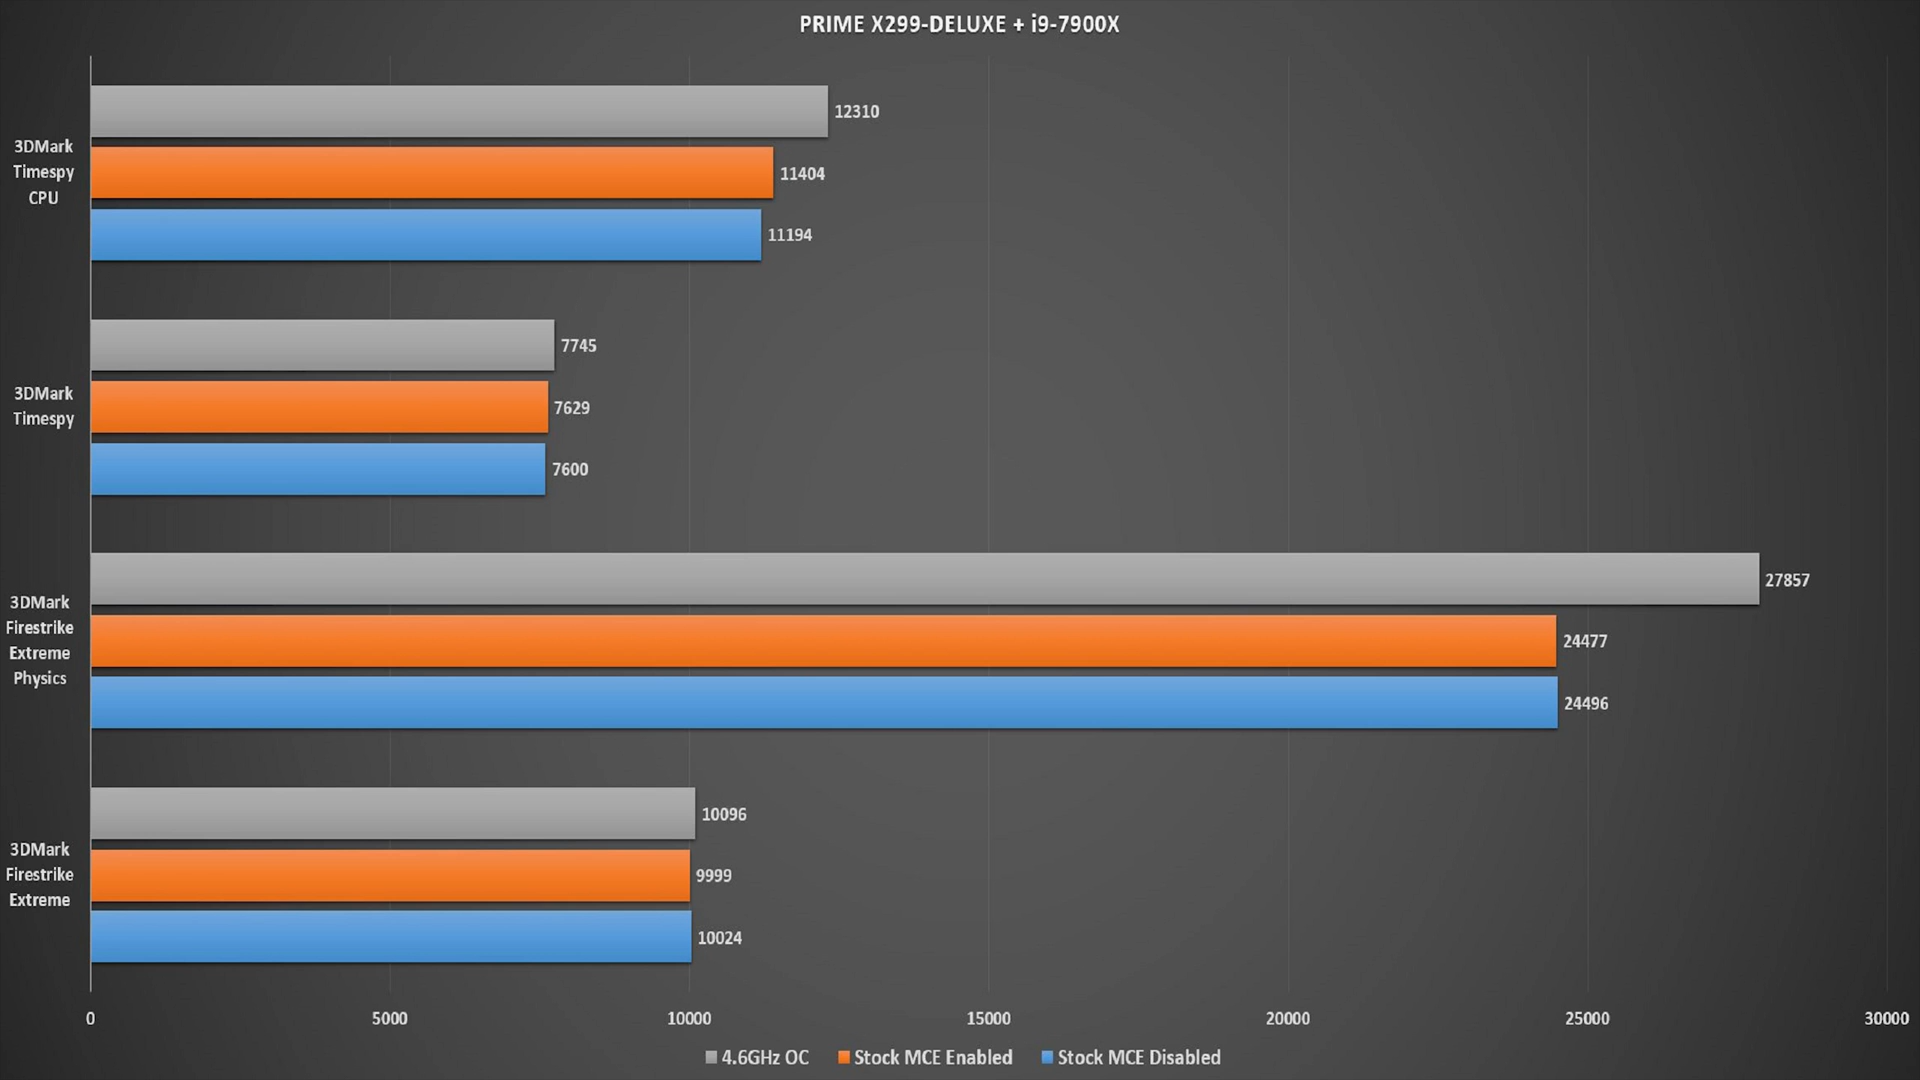 PRIME X299-DELUXE + i9-7900X
3DMark
Timespy
CPU
12310
11404
11194
3DMark
Timespy
7745
7629
7600
3DMark
Firestrike
Extreme
Physics
27857
24477
24496
3DMark
Firestrike
Extreme
10096
9999
10024
0 5000 10000 15000 20000 25000 30000
4.6GHz OC Stock MCE Enabled Stock MCE Disabled